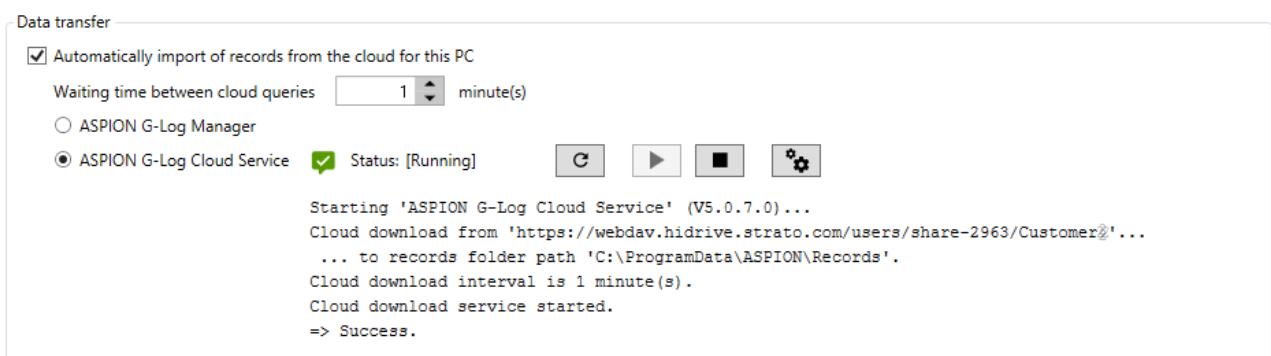 Data transfer
Automatically import of records from the cloud for this PC
Waiting time between cloud queries 1 minute(s)
ASPION G-Log Manager
ASPION G-Log Cloud Service Status: [Running]
Starting 'ASPION G-Log Cloud Service' (V5.0.7.0)...
Cloud download from 'https://webdav.hidrive.strato.com/users/share-2963/Customer'...
... to records folder path 'C:\ProgramData\ASPION\Records'.
Cloud download interval is 1 minute(s).
Cloud download service started.
=> Success.